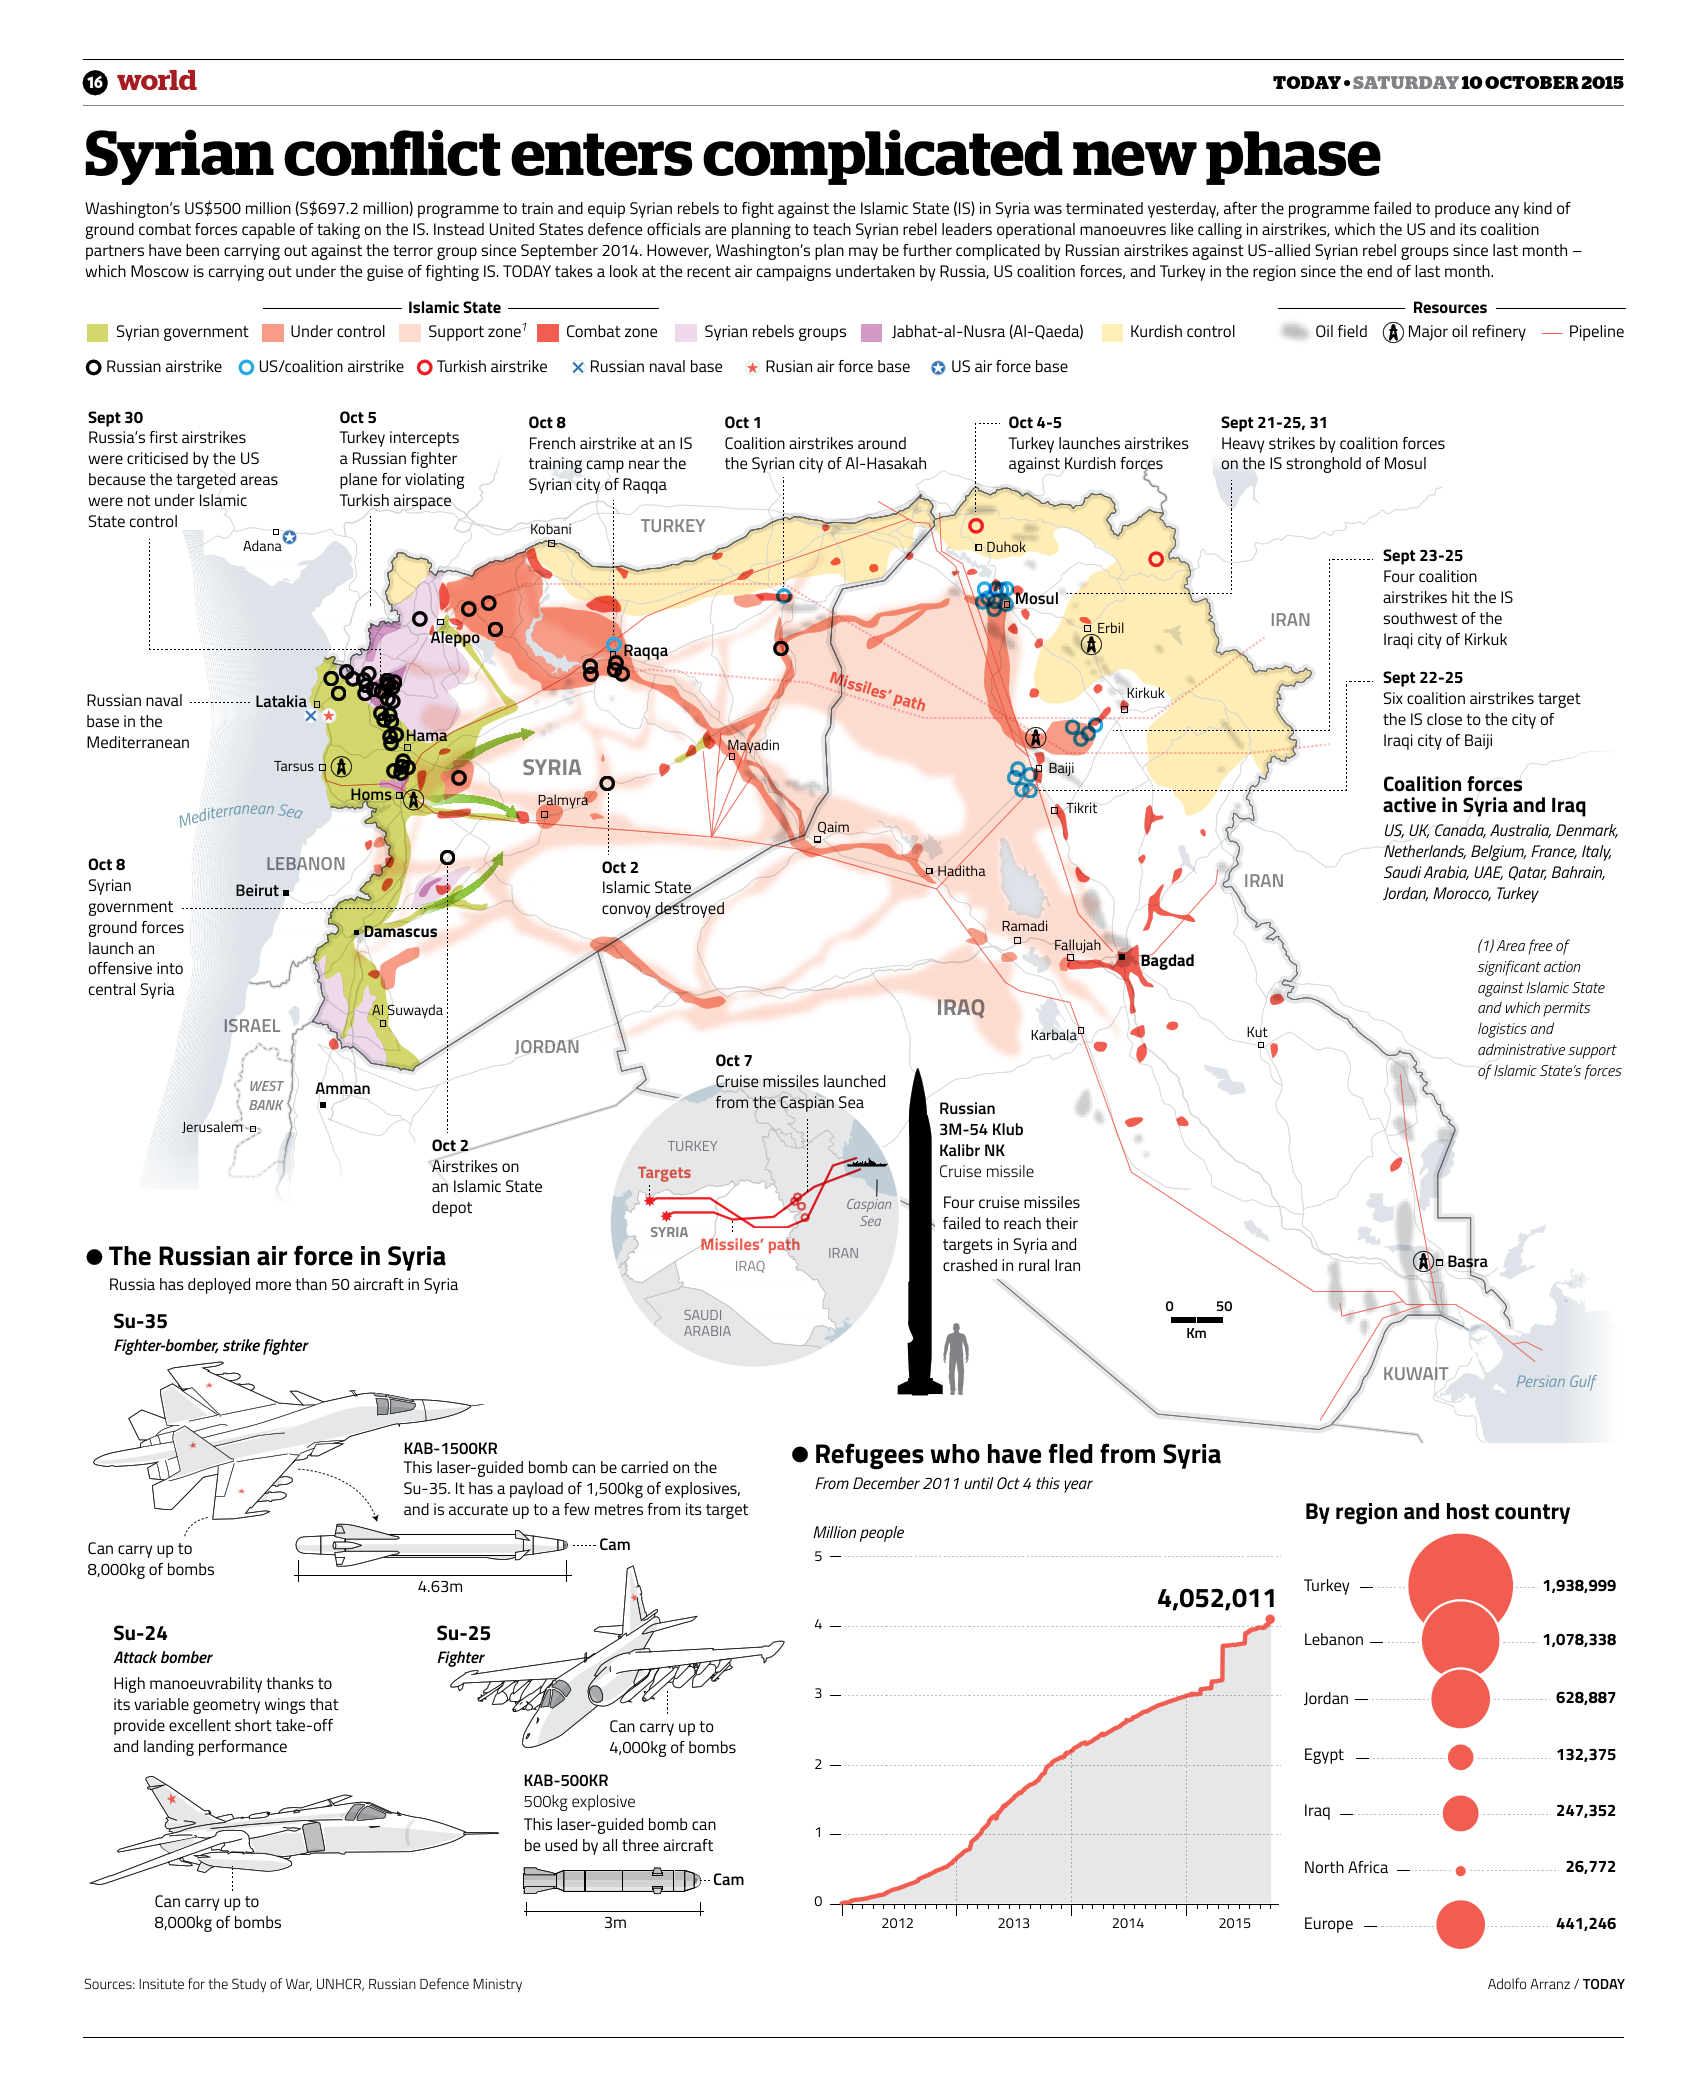 16 world
TODAY • SATURDAY 10 OCTOBER 2015
Syrian conflict enters complicated new phase
Washington's US$500 million (S$697.2 million) programme to train and equip Syrian rebels to fight against the Islamic State (IS) in Syria was terminated yesterday, after the programme failed to produce any kind of
ground combat forces capable of taking on the IS. Instead United States defence officials are planning to teach Syrian rebel leaders operational manoeuvres like calling in airstrikes, which the US and its coalition
partners have been carrying out against the terror group since September 2014. However, Washington's plan may be further complicated by Russian airstrikes against US-allied Syrian rebel groups since last month –
which Moscow is carrying out under the guise of fighting IS. TODAY takes a look at the recent air campaigns undertaken by Russia, US coalition forces, and Turkey in the region since the end of last month.
Islamic State
Resources
Syrian government
Under control
Support zone1
Combat zone
Syrian rebels groups
Jabhat-al-Nusra (Al-Qaeda)
Kurdish control
Oil field
Major oil refinery
Pipeline
Russian airstrike
US/coalition airstrike
Turkish airstrike
Russian naval base
Rusian air force base
US air force base
Sept 30
Russia's first airstrikes
were criticised by the US
because the targeted areas
were not under Islamic
State control
Oct 5
Turkey intercepts
a Russian fighter
plane for violating
Turkish airspace
Oct 8
French airstrike at an IS
training camp near the
Syrian city of Raqqa
Oct 1
Coalition airstrikes around
the Syrian city of Al-Hasakah
Oct 4-5
Turkey launches airstrikes
against Kurdish forces
Sept 21-25, 31
Heavy strikes by coalition forces
on the IS stronghold of Mosul
Sept 23-25
Four coalition
airstrikes hit the IS
southwest of the
Iraqi city of Kirkuk
Sept 22-25
Six coalition airstrikes target
the IS close to the city of
Iraqi city of Baiji
Coalition forces
active in Syria and Iraq
US, UK, Canada, Australia, Denmark,
Netherlands, Belgium, France, Italy,
Saudi Arabia, UAE, Qatar, Bahrain,
Jordan, Morocco, Turkey
(1) Area free of
significant action
against Islamic State
and which permits
logistics and
administrative support
of Islamic State's forces
Adana
Kobani
TURKEY
Duhok
Mosul
Erbil
IRAN
Aleppo
Raqqa
Missiles' path
Kirkuk
Russian naval
base in the
Mediterranean
Latakia
Hama
Tarsus
SYRIA
Mayadin
Baiji
Homs
Palmyra
Tikrit
Mediterranean Sea
Qaim
LEBANON
Haditha
IRAN
Beirut
Oct 8
Syrian
government
ground forces
launch an
offensive into
central Syria
Oct 2
Islamic State
convoy destroyed
Damascus
Ramadi
Fallujah
Bagdad
Al Suwayda
IRAQ
ISRAEL
JORDAN
Karbala
Kut
WEST
BANK
Amman
Jerusalem
Oct 2
Airstrikes on
an Islamic State
depot
Oct 7
Cruise missiles launched
from the Caspian Sea
TURKEY
Targets
SYRIA
Missiles' path
IRAQ
IRAN
Caspian
Sea
SAUDI
ARABIA
Russian
3M-54 Klub
Kalibr NK
Cruise missile
Four cruise missiles
failed to reach their
targets in Syria and
crashed in rural Iran
0 50
Km
Basra
KUWAIT
Persian Gulf
The Russian air force in Syria
Russia has deployed more than 50 aircraft in Syria
Su-35
Fighter-bomber, strike fighter
Can carry up to
8,000kg of bombs
KAB-1500KR
This laser-guided bomb can be carried on the
Su-35. It has a payload of 1,500kg of explosives,
and is accurate up to a few metres from its target
Cam
4.63m
Su-24
Attack bomber
High manoeuvrability thanks to
its variable geometry wings that
provide excellent short take-off
and landing performance
Can carry up to
8,000kg of bombs
Su-25
Fighter
Can carry up to
4,000kg of bombs
KAB-500KR
500kg explosive
This laser-guided bomb can
be used by all three aircraft
Cam
3m
Refugees who have fled from Syria
From December 2011 until Oct 4 this year
Million people
5
4
3
2
1
0
4,052,011
2012 2013 2014 2015
By region and host country
Turkey 1,938,999
Lebanon 1,078,338
Jordan 628,887
Egypt 132,375
Iraq 247,352
North Africa 26,772
Europe 441,246
Sources: Insitute for the Study of War, UNHCR, Russian Defence Ministry
Adolfo Arranz / TODAY